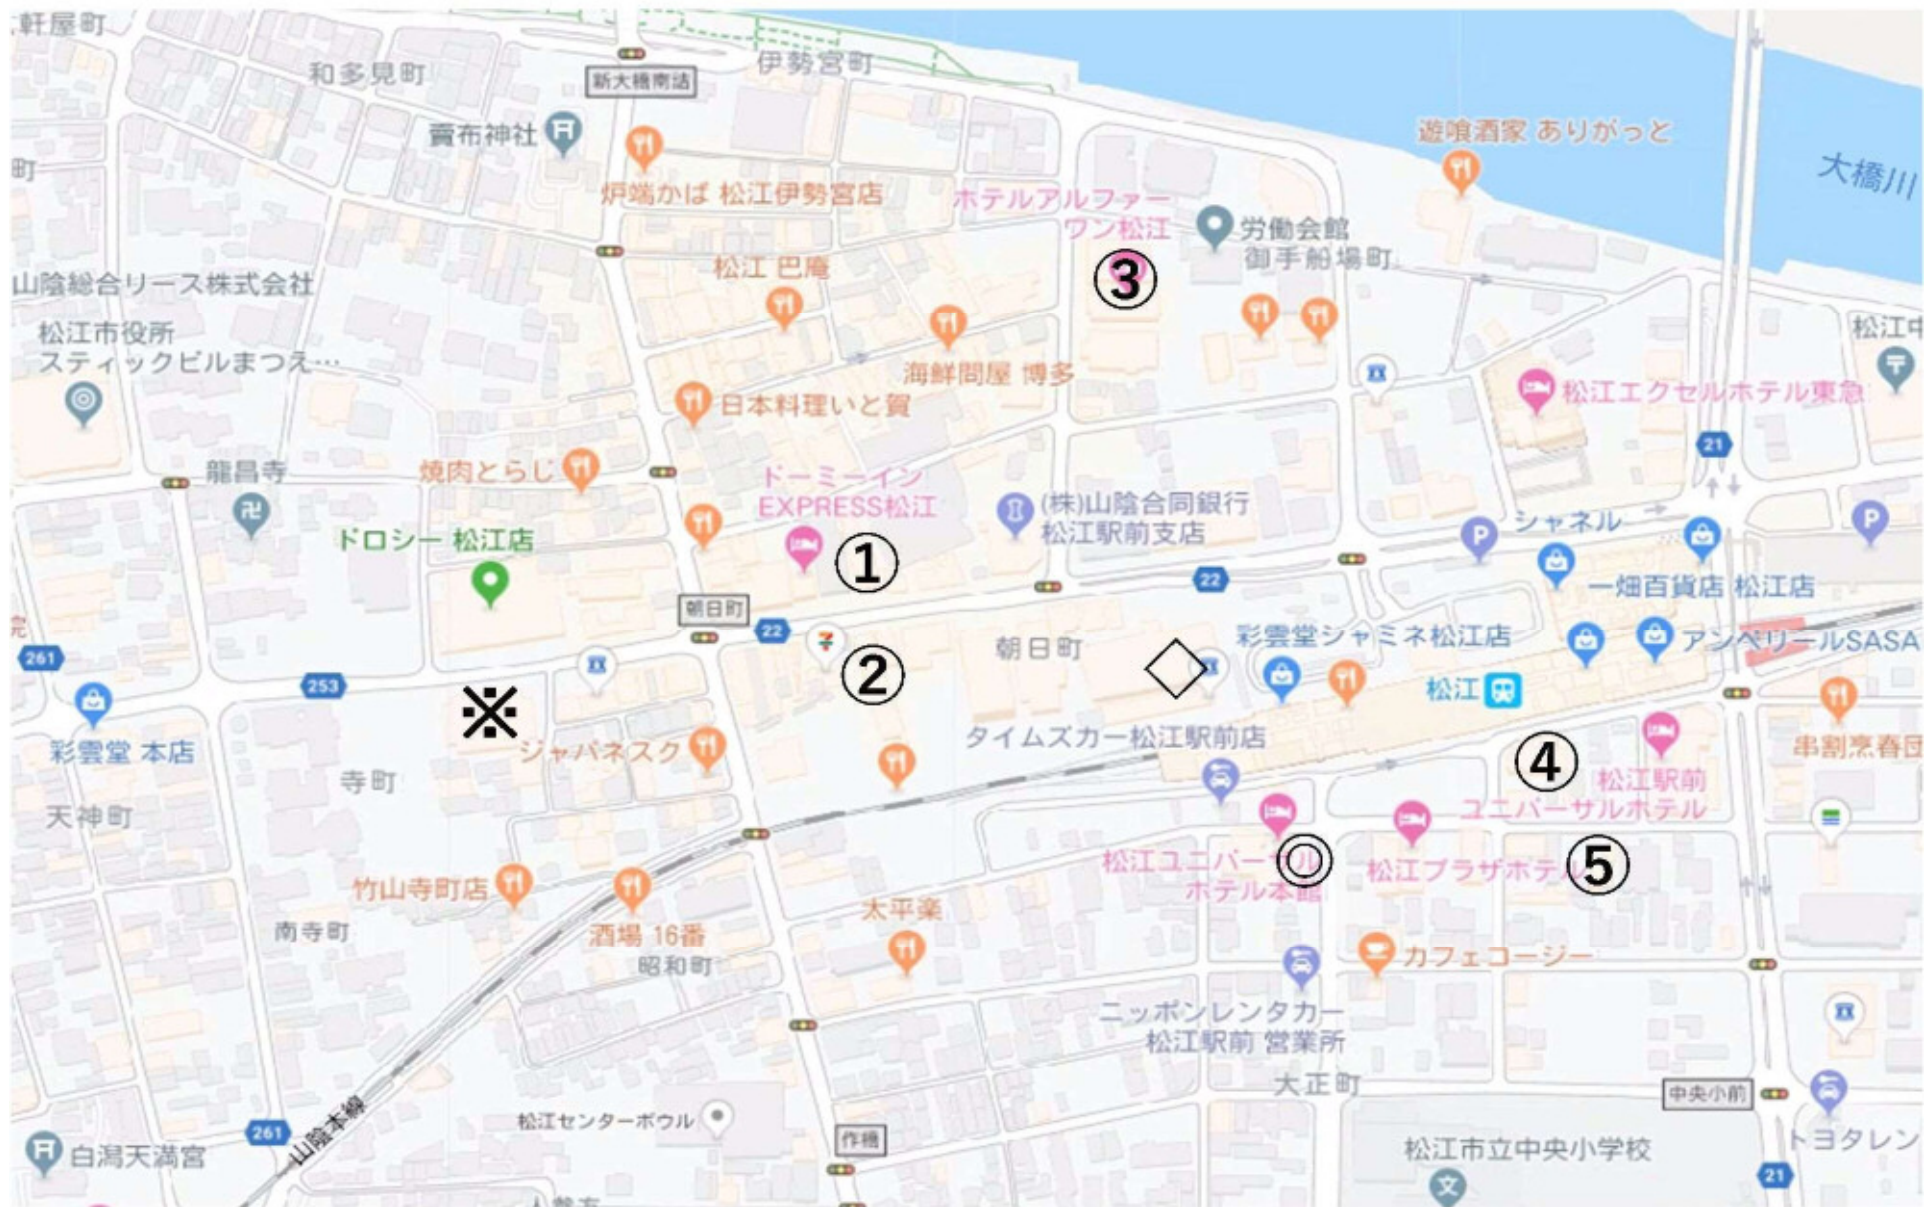 軒屋町
和多見町
新大橋南詰
伊勢宮町
賣布神社
遊喰酒家 ありがっと
町
大橋川
炉端かば 松江伊勢宮店
ホテルアルファー
ワン松江
労働会館
御手船場町
③
松江 巴庵
山陰総合リース株式会社
松江市役所
スティックビルまつえ…
松江中
海鮮問屋 博多
日本料理いと賀
松江エクセルホテル東急
21
龍昌寺
焼肉とらじ
ドーミーイン
EXPRESS松江
(株)山陰合同銀行
松江駅前支店
シャネル
ドロシー 松江店
①
22
一畑百貨店 松江店
朝日町
22
朝日町
彩雲堂シャミネ松江店
アンベリールSASA
261
253
②
◇
松江
※
彩雲堂 本店
ジャパネスク
タイムズカー松江駅前店
④
松江駅前
ユニバーサルホテル
串割烹春団
寺町
天神町
松江ユニバーサル
ホテル本館
◎
松江プラザホテル
⑤
竹山寺町店
太平楽
南寺町
酒場 16番
昭和町
カフェコージー
ニッポンレンタカー
松江駅前 営業所
大正町
中央小前
山陰本線
261
松江センターボウル
作橋
松江市立中央小学校
トヨタレン
白潟天満宮
21